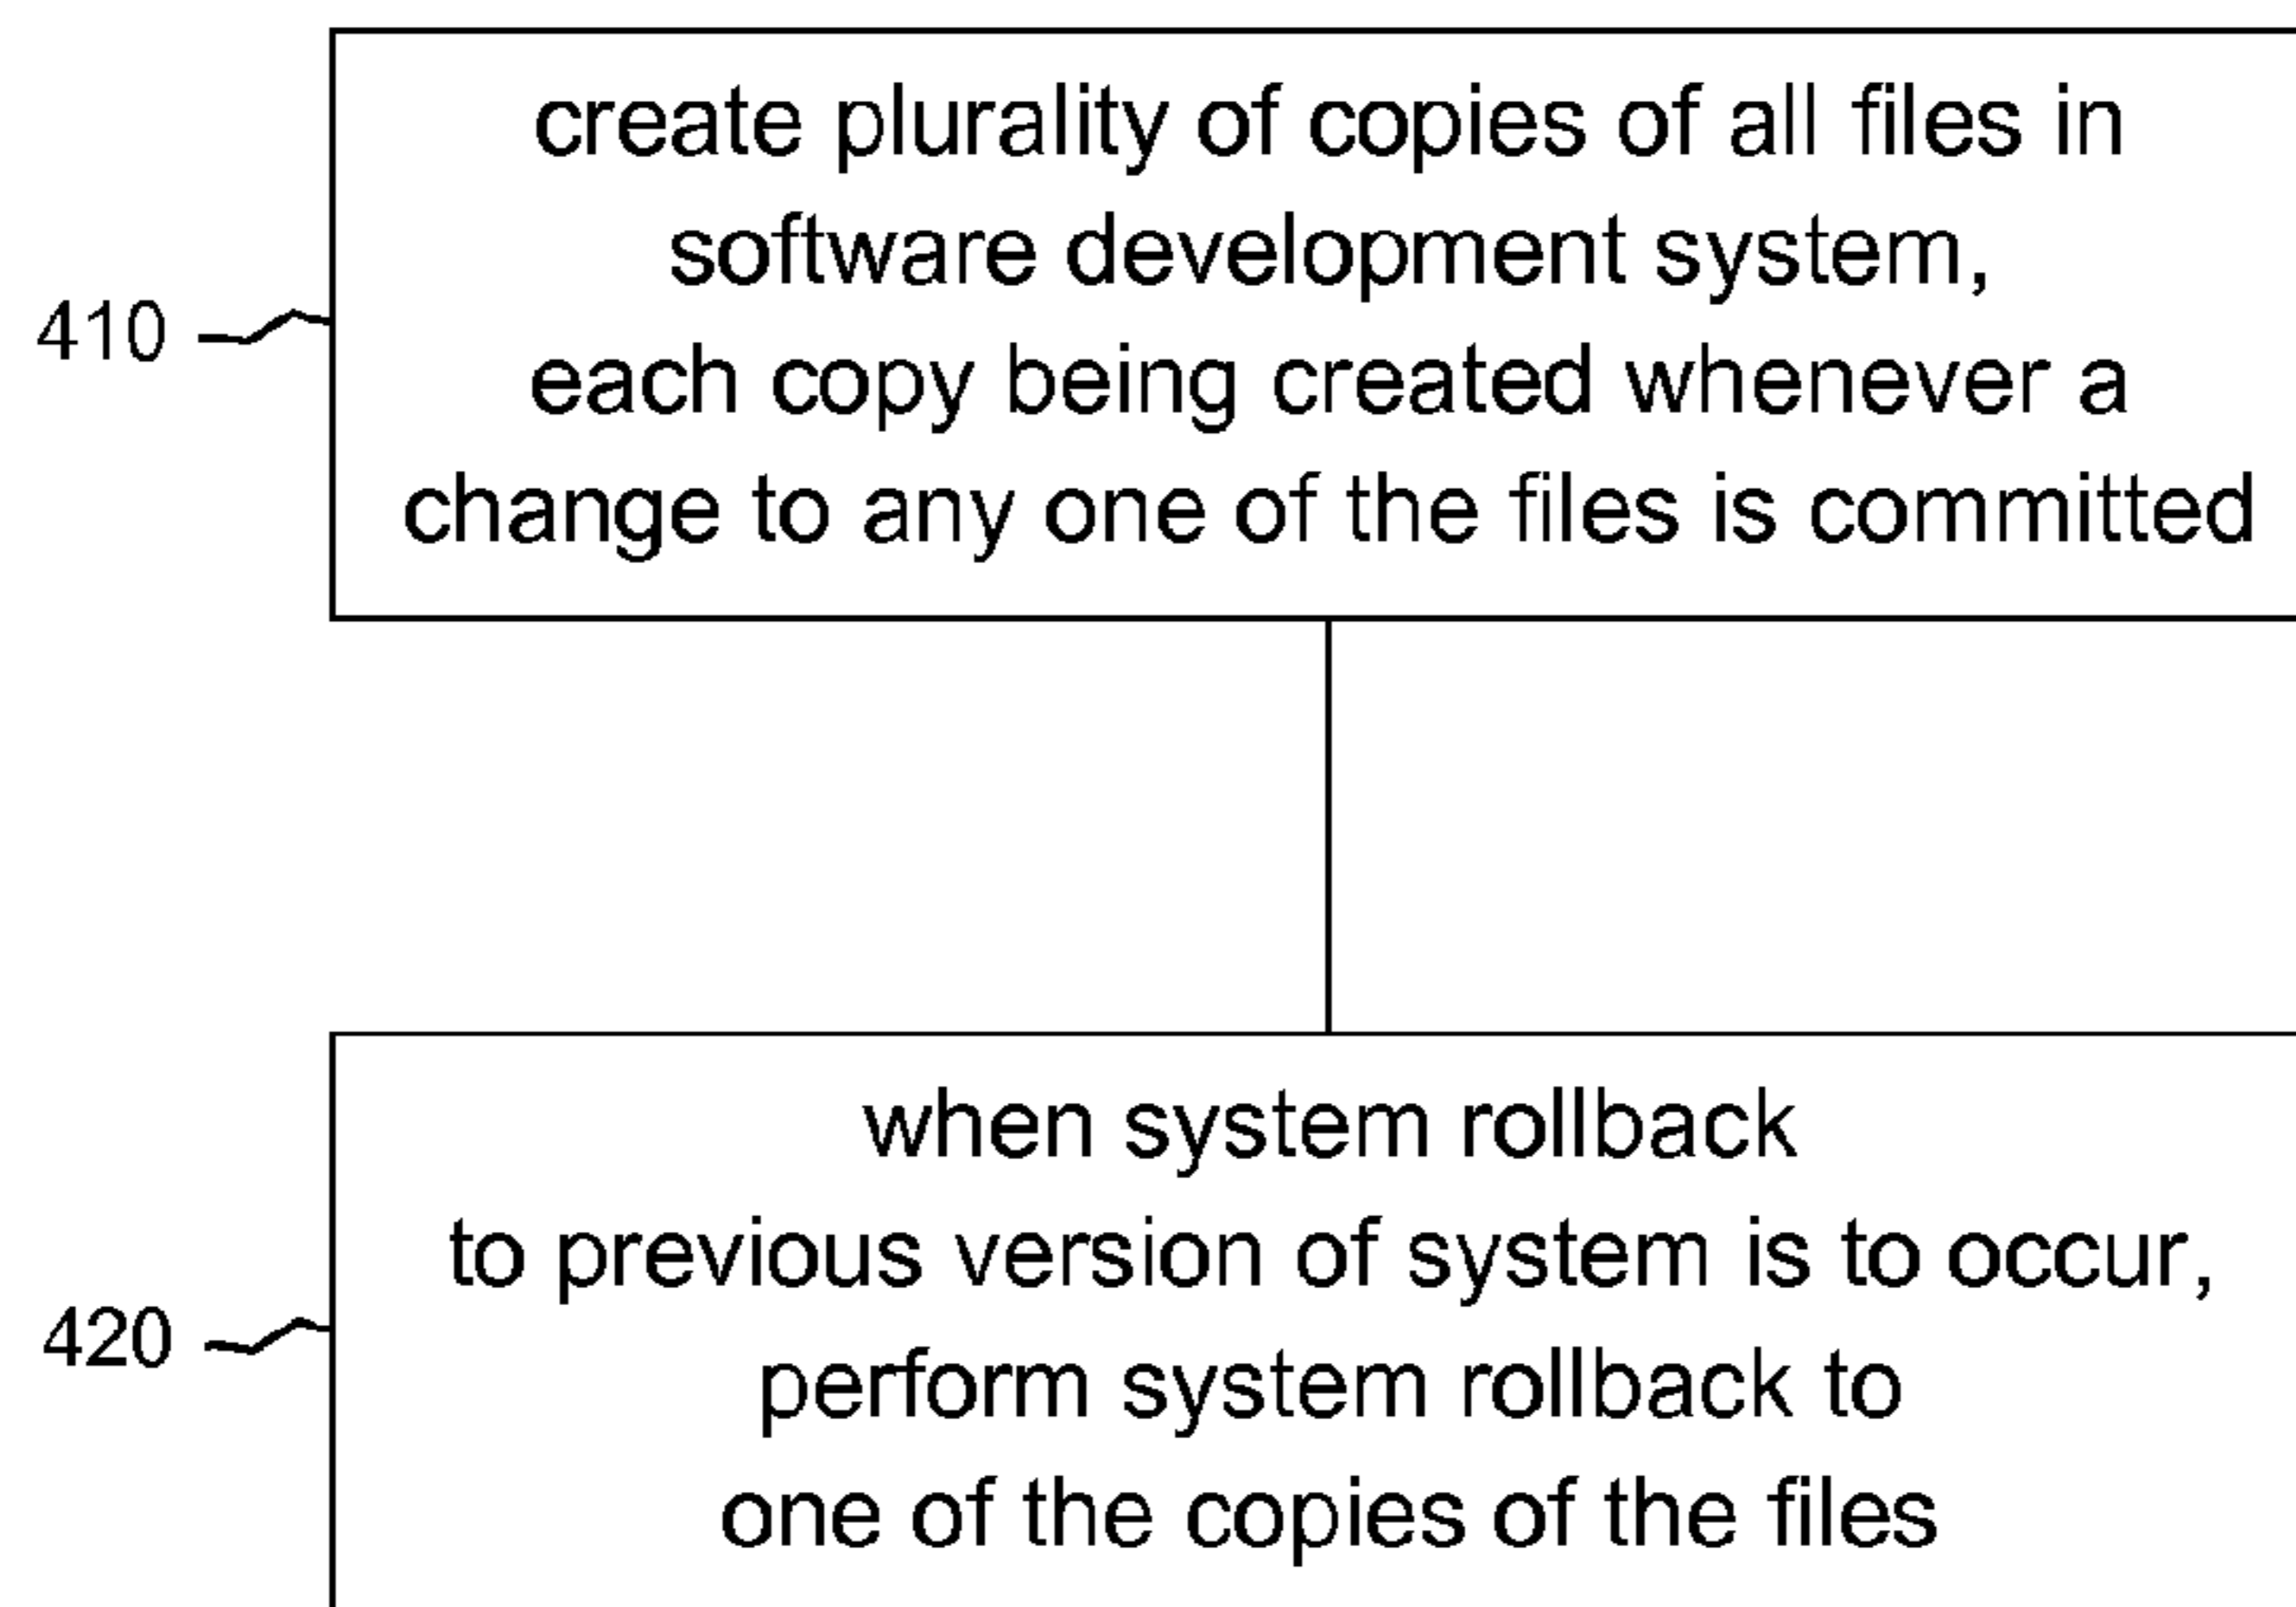 create plurality of copies of all files in
software development system,
410
each copy being created whenever a
change to any one of the files is committed
when system rollback
to previous version of system is to occur,
420
perform system rollback to
one of the copies of the files